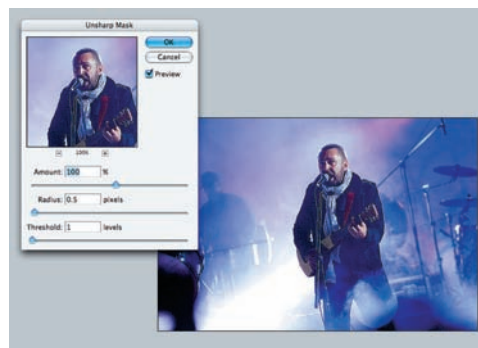 Unsharp Mask
OK
Cancel
Preview
100%
Amount: 100 %
Radius: 0.5 pixels
Threshold: 1 levels